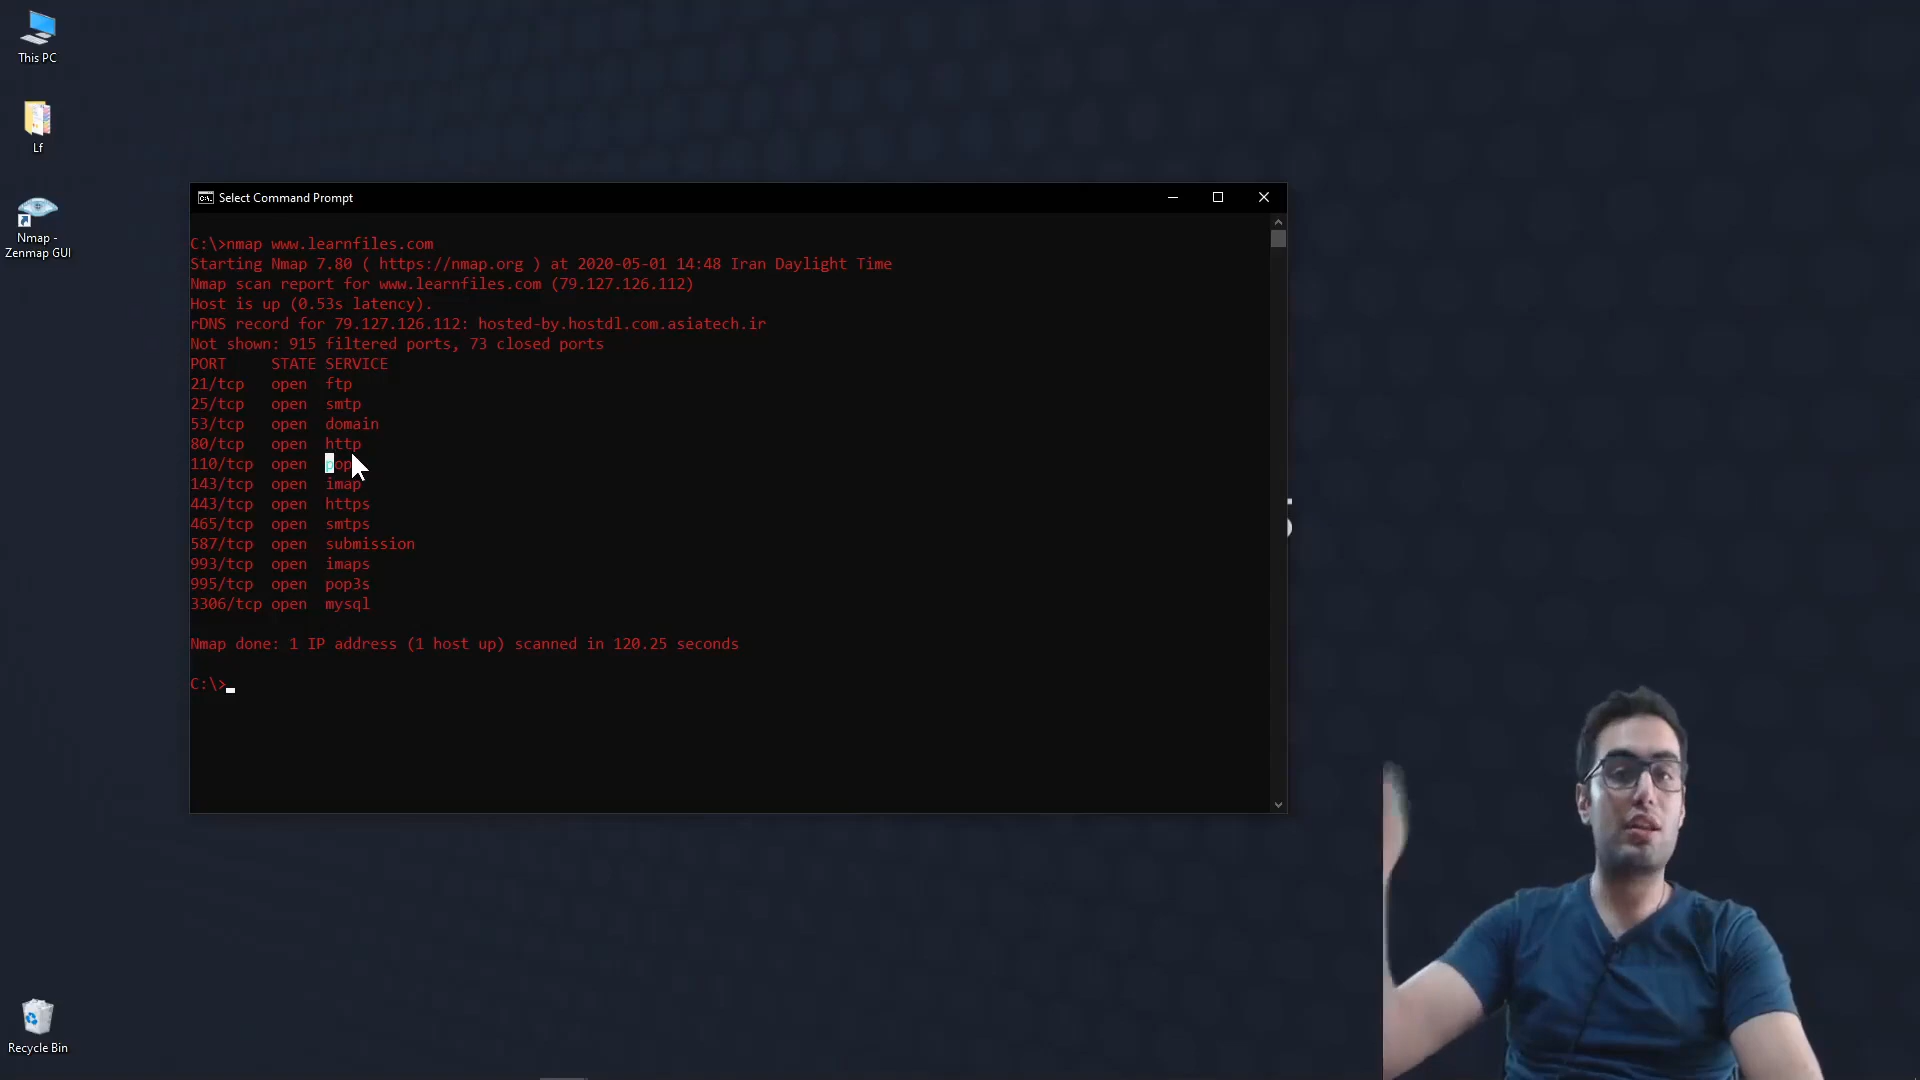 This PC
Lf
Nmap -
Zenmap GUI
Select Command Prompt
C:\>nmap www.learnfiles.com
Starting Nmap 7.80 ( https://nmap.org ) at 2020-05-01 14:48 Iran Daylight Time
Nmap scan report for www.learnfiles.com (79.127.126.112)
Host is up (0.53s latency).
rDNS record for 79.127.126.112: hosted-by.hostdl.com.asiatech.ir
Not shown: 915 filtered ports, 73 closed ports
PORT STATE SERVICE
21/tcp open ftp
25/tcp open smtp
53/tcp open domain
80/tcp open http
110/tcp open pop
143/tcp open imap
443/tcp open https
465/tcp open smtps
587/tcp open submission
993/tcp open imaps
995/tcp open pop3s
3306/tcp open mysql
Nmap done: 1 IP address (1 host up) scanned in 120.25 seconds
C:\>
Recycle Bin